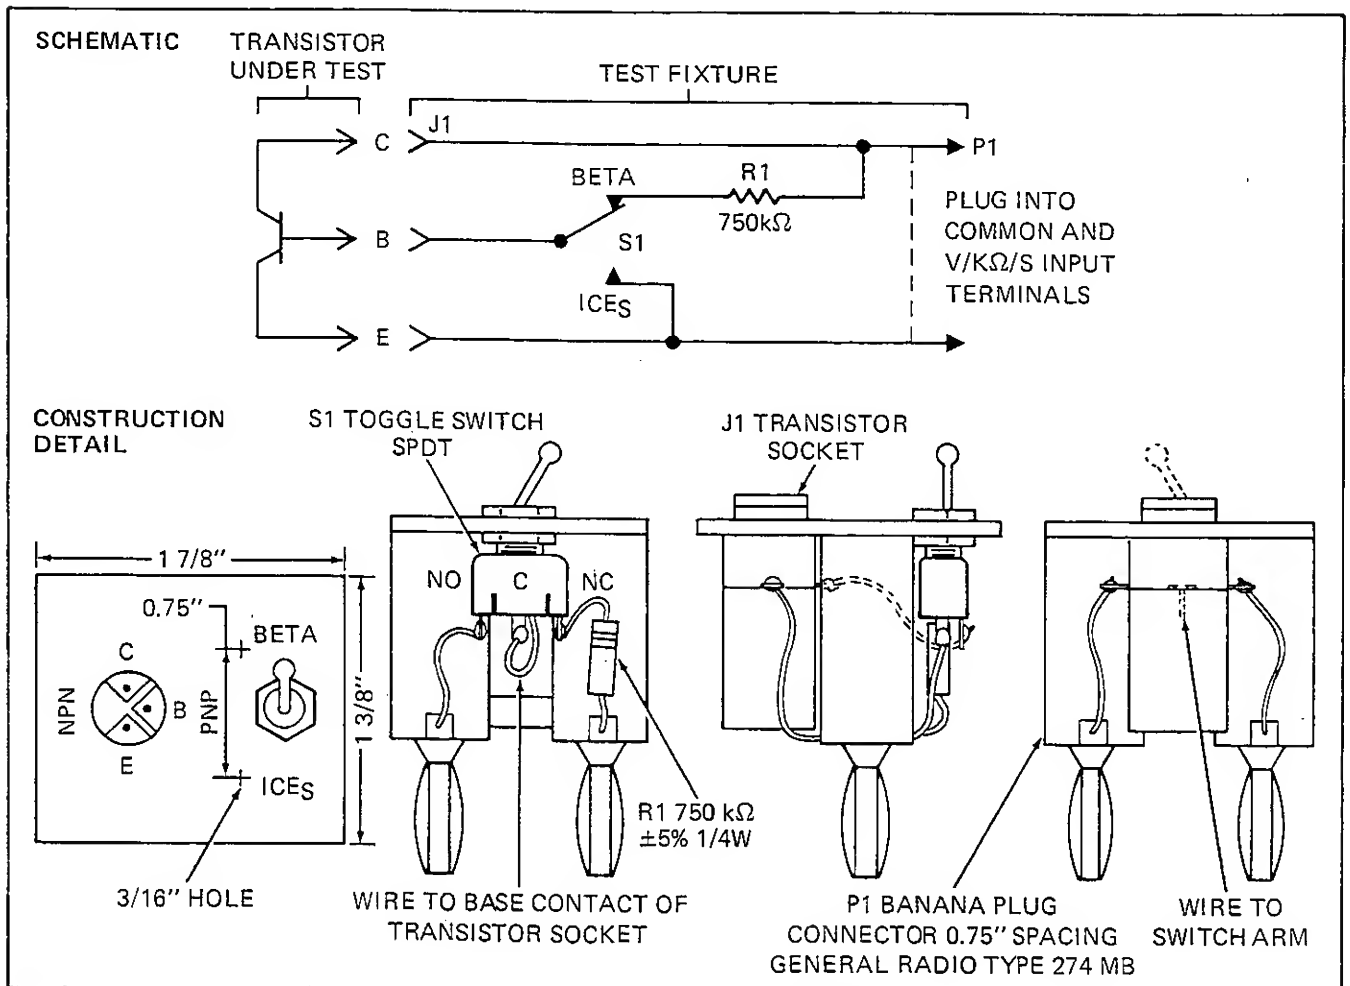 SCHEMATIC
TRANSISTOR
UNDER TEST
TEST FIXTURE
C
J1
P1
BETA
R1
750kΩ
B
S1
ICES
E
PLUG INTO
COMMON AND
V/KΩ/S INPUT
TERMINALS
CONSTRUCTION
DETAIL
S1 TOGGLE SWITCH
SPDT
J1 TRANSISTOR
SOCKET
1 7/8"
0.75"
BETA
C
NPN
B
PNP
E
ICES
1 3/8"
3/16" HOLE
NO
C
NC
R1 750 kΩ
±5% 1/4W
WIRE TO BASE CONTACT OF
TRANSISTOR SOCKET
P1 BANANA PLUG
CONNECTOR 0.75" SPACING
GENERAL RADIO TYPE 274 MB
WIRE TO
SWITCH ARM